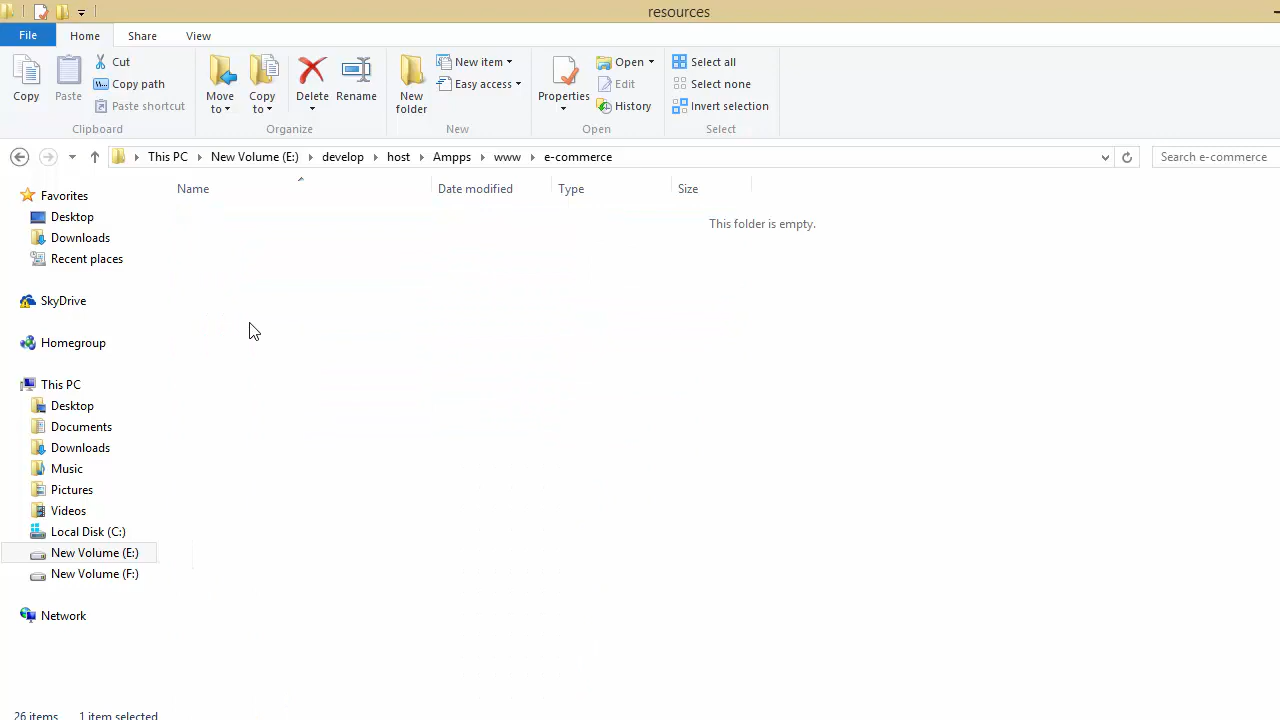 resources
File Home Share View
Copy
Paste
Cut
Copy path
Paste shortcut
Clipboard
Move to
Copy to
Delete
Rename
Organize
New folder
New item
Easy access
New
Properties
Open
Edit
History
Open
Select all
Select none
Invert selection
Select
This PC New Volume (E:) develop host Ampps www e-commerce
Search e-commerce
Name Date modified Type Size
This folder is empty.
Favorites
Desktop
Downloads
Recent places
SkyDrive
Homegroup
This PC
Desktop
Documents
Downloads
Music
Pictures
Videos
Local Disk (C:)
New Volume (E:)
New Volume (F:)
Network
26 items 1 item selected